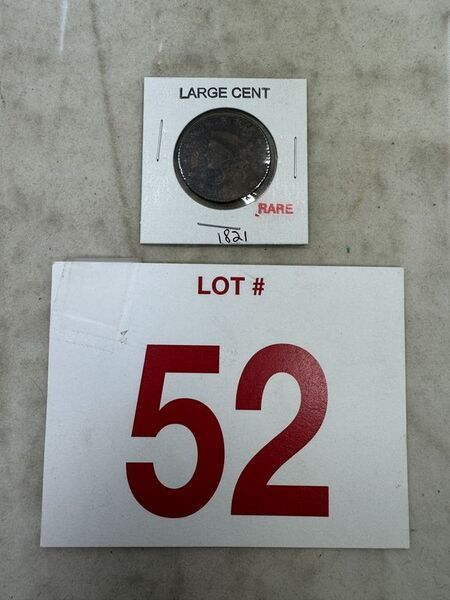 LARGE CENT
RARE
1821
LOT #
52